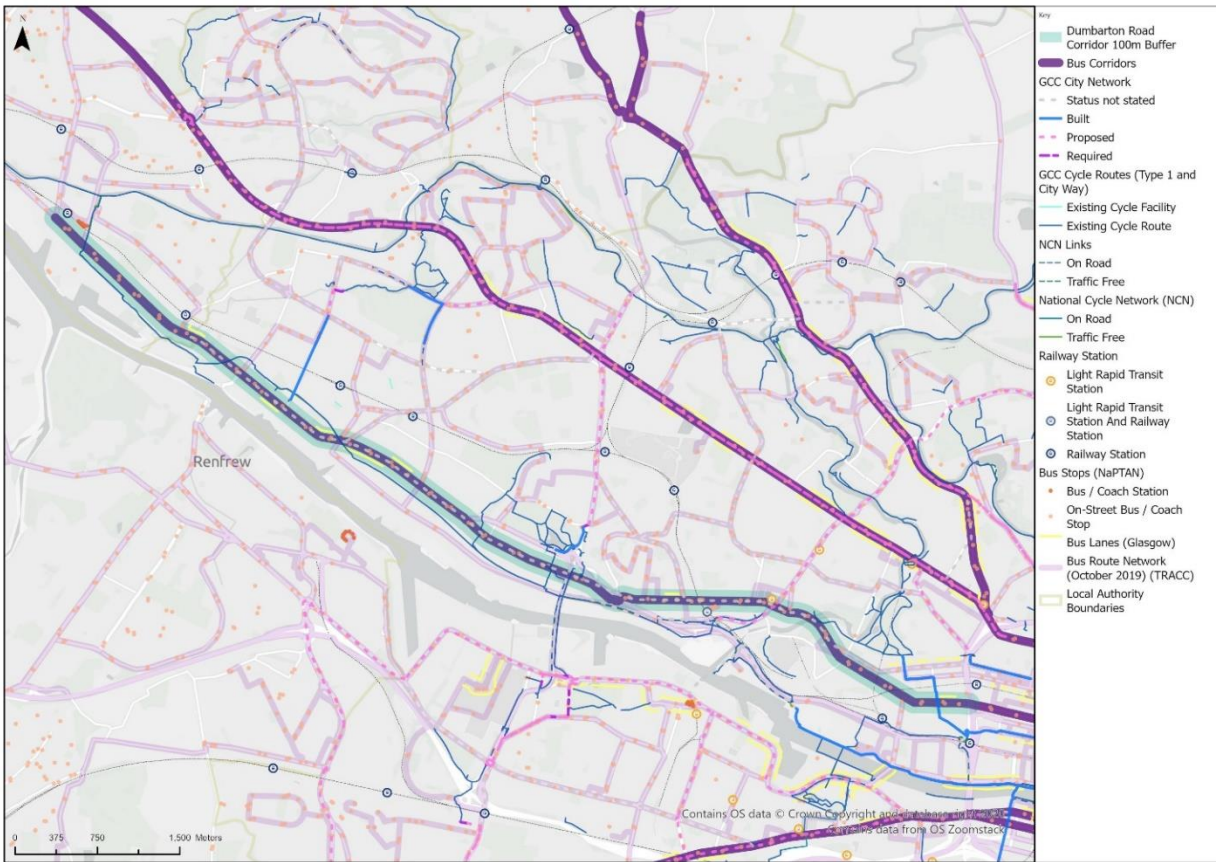 N
Renfrew
0 375 750 1,500 Meters
Contains OS data © Crown Copyright and database right
Contains data from OS Zoomstack
Key
Dumbarton Road
Corridor 100m Buffer
Bus Corridors
GCC City Network
Status not stated
Built
Proposed
Required
GCC Cycle Routes (Type 1 and
City Way)
Existing Cycle Facility
Existing Cycle Route
NCN Links
On Road
Traffic Free
National Cycle Network (NCN)
On Road
Traffic Free
Railway Station
Light Rapid Transit
Station
Light Rapid Transit
Station And Railway
Station
Railway Station
Bus Stops (NaPTAN)
Bus / Coach Station
On-Street Bus / Coach
Stop
Bus Lanes (Glasgow)
Bus Route Network
(October 2019) (TRACC)
Local Authority
Boundaries